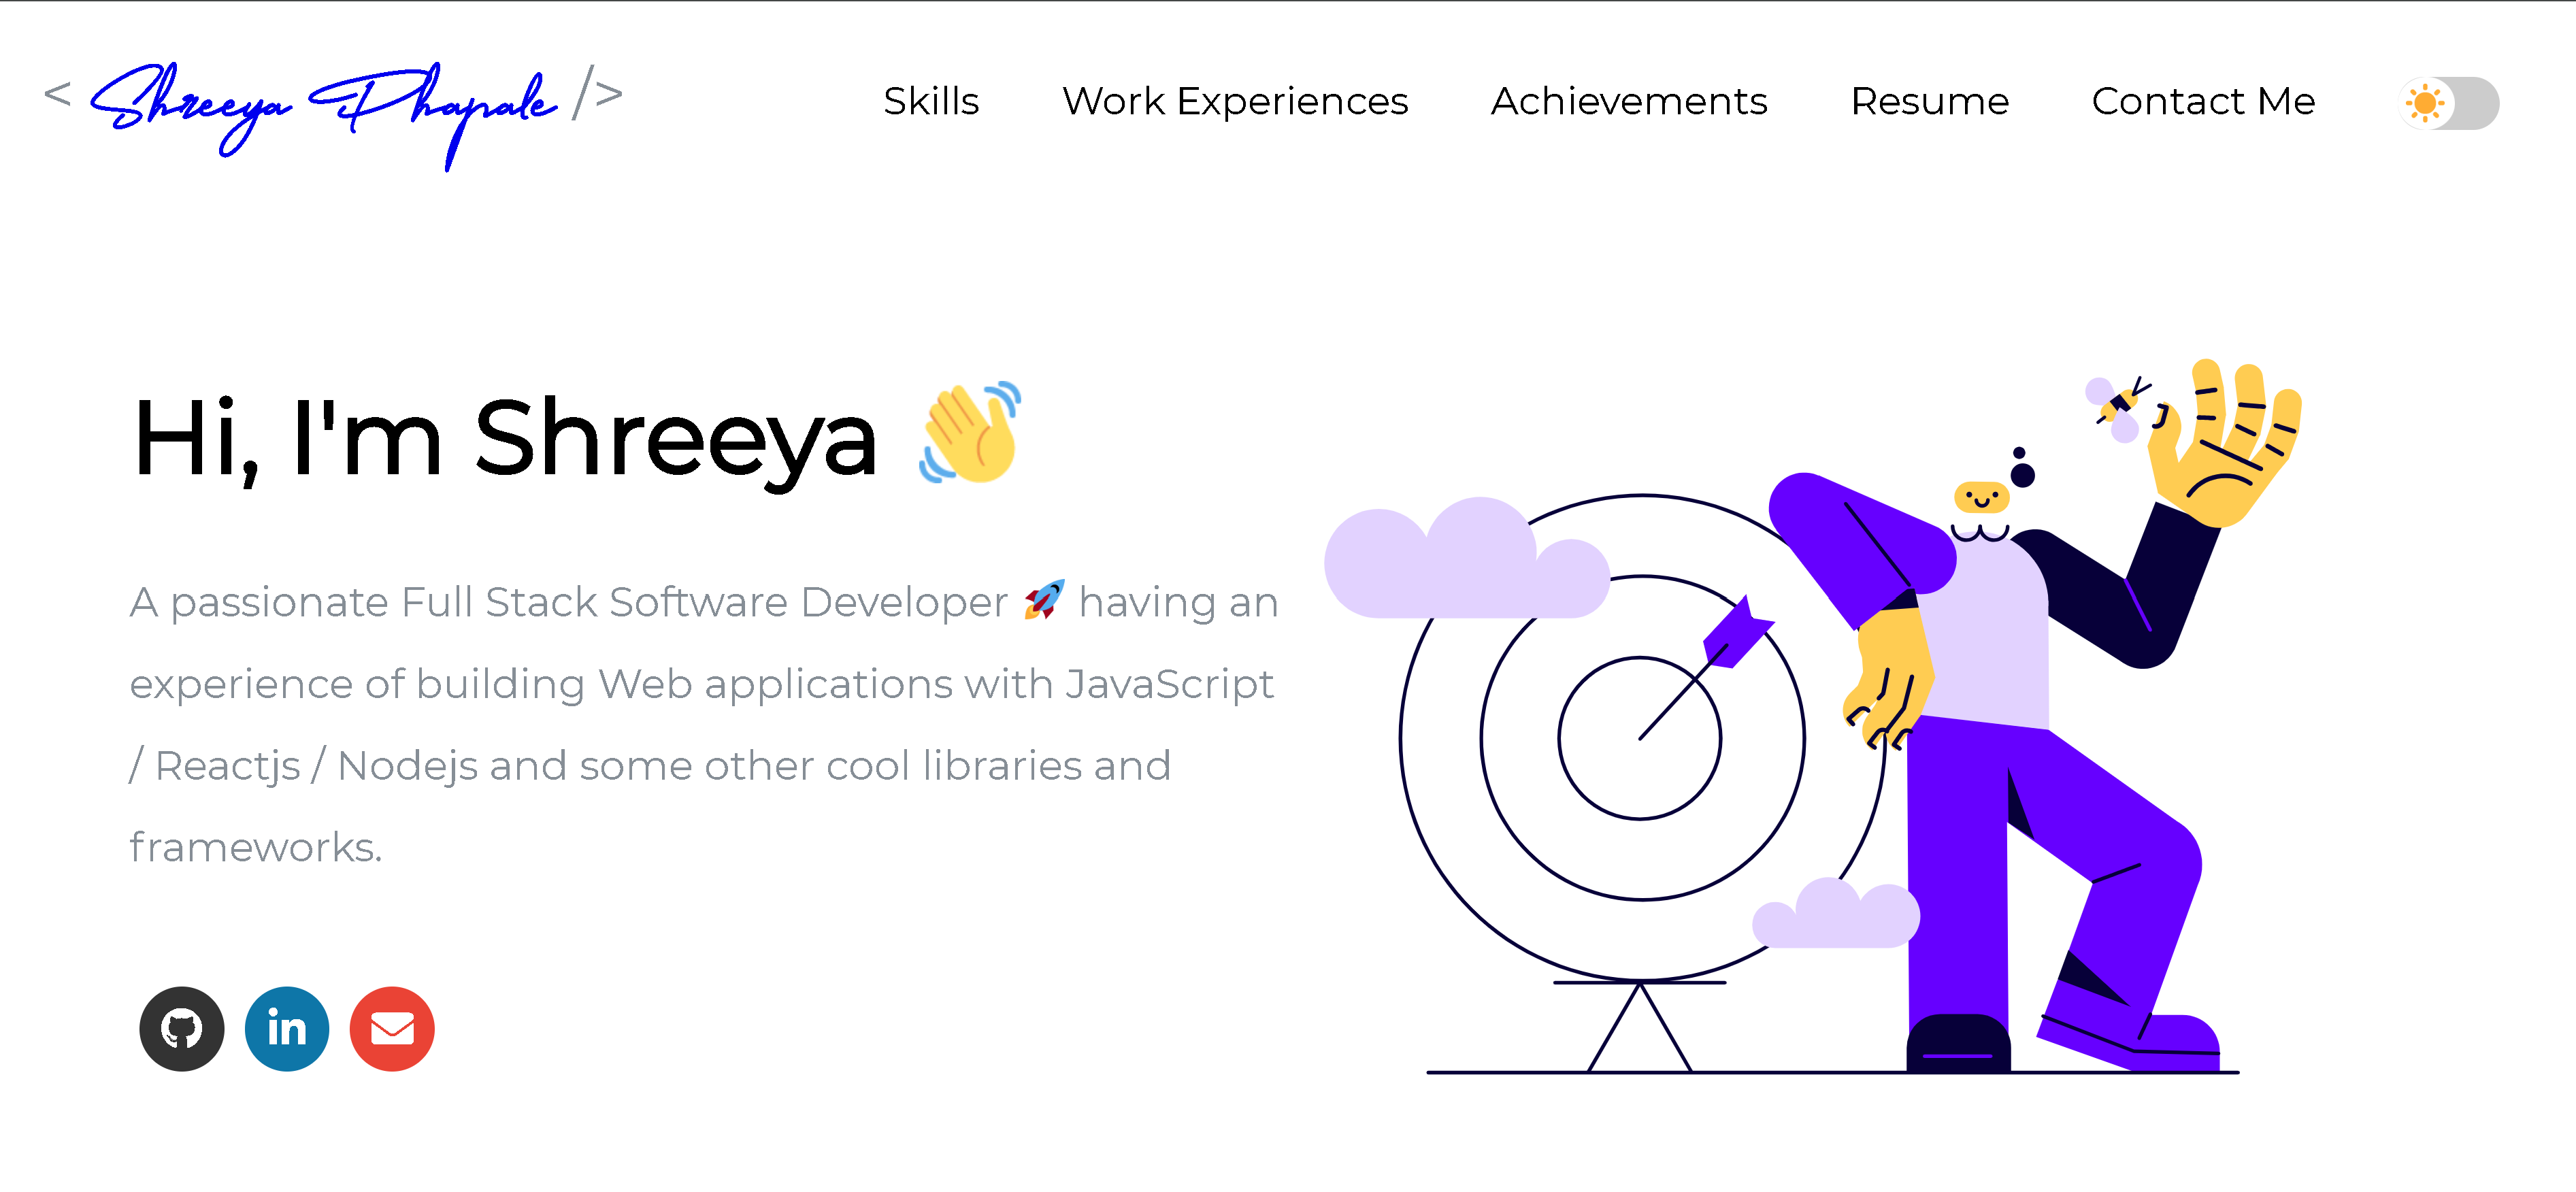 < Shreeya Phapale />
Skills Work Experiences Achievements Resume Contact Me
Hi, I'm Shreeya 👋
A passionate Full Stack Software Developer 🚀 having an
experience of building Web applications with JavaScript
/ Reactjs / Nodejs and some other cool libraries and
frameworks.
in